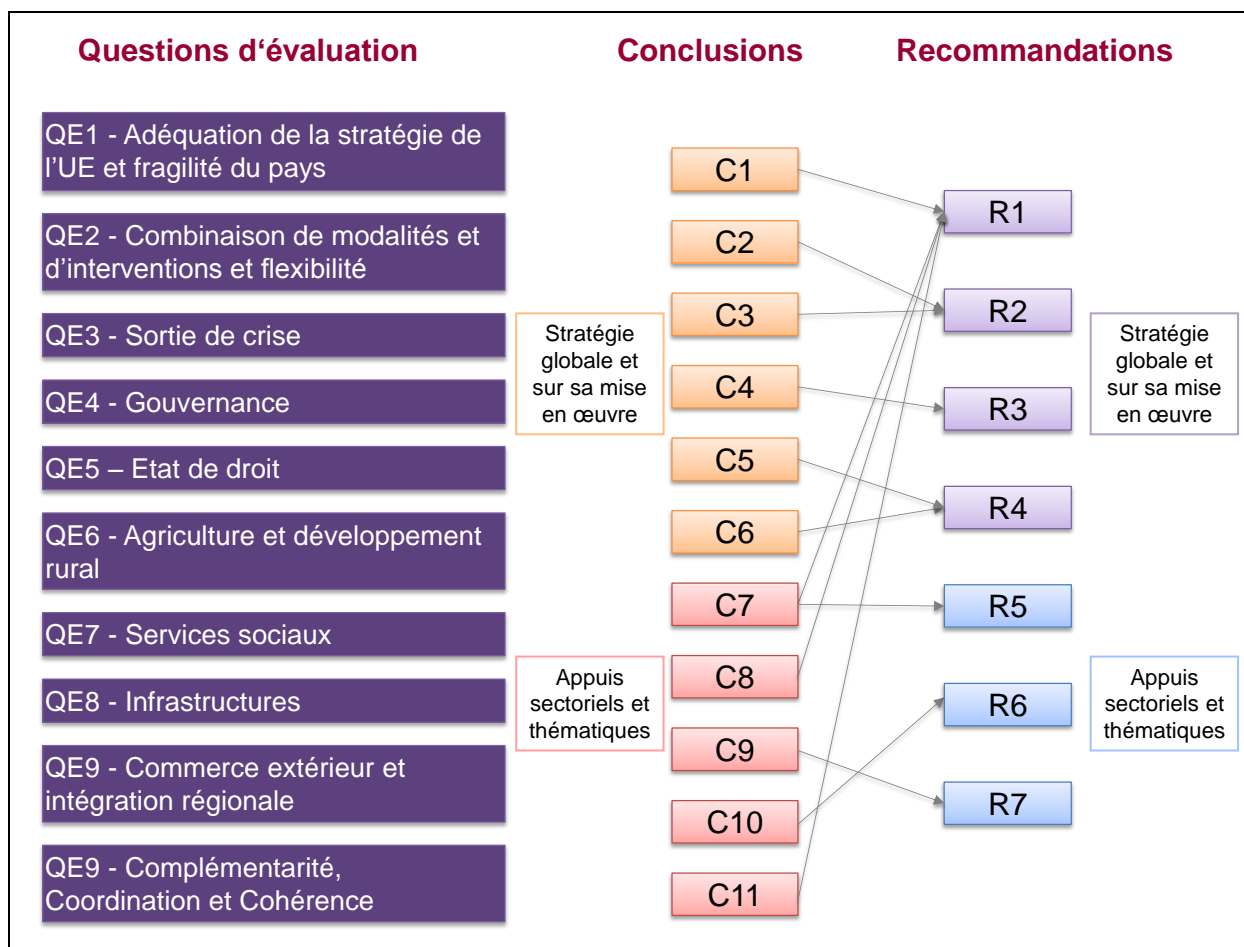 Questions d‘évaluation
Conclusions
Recommandations
QE1 - Adéquation de la stratégie de
l’UE et fragilité du pays
QE2 - Combinaison de modalités et
d’interventions et flexibilité
QE3 - Sortie de crise
QE4 - Gouvernance
QE5 – Etat de droit
QE6 - Agriculture et développement
rural
QE7 - Services sociaux
QE8 - Infrastructures
QE9 - Commerce extérieur et
intégration régionale
QE9 - Complémentarité,
Coordination et Cohérence
Stratégie
globale et
sur sa mise
en œuvre
Appuis
sectoriels et
thématiques
C1
C2
C3
C4
C5
C6
C7
C8
C9
C10
C11
R1
R2
R3
R4
R5
R6
R7
Stratégie
globale et
sur sa mise
en œuvre
Appuis
sectoriels et
thématiques